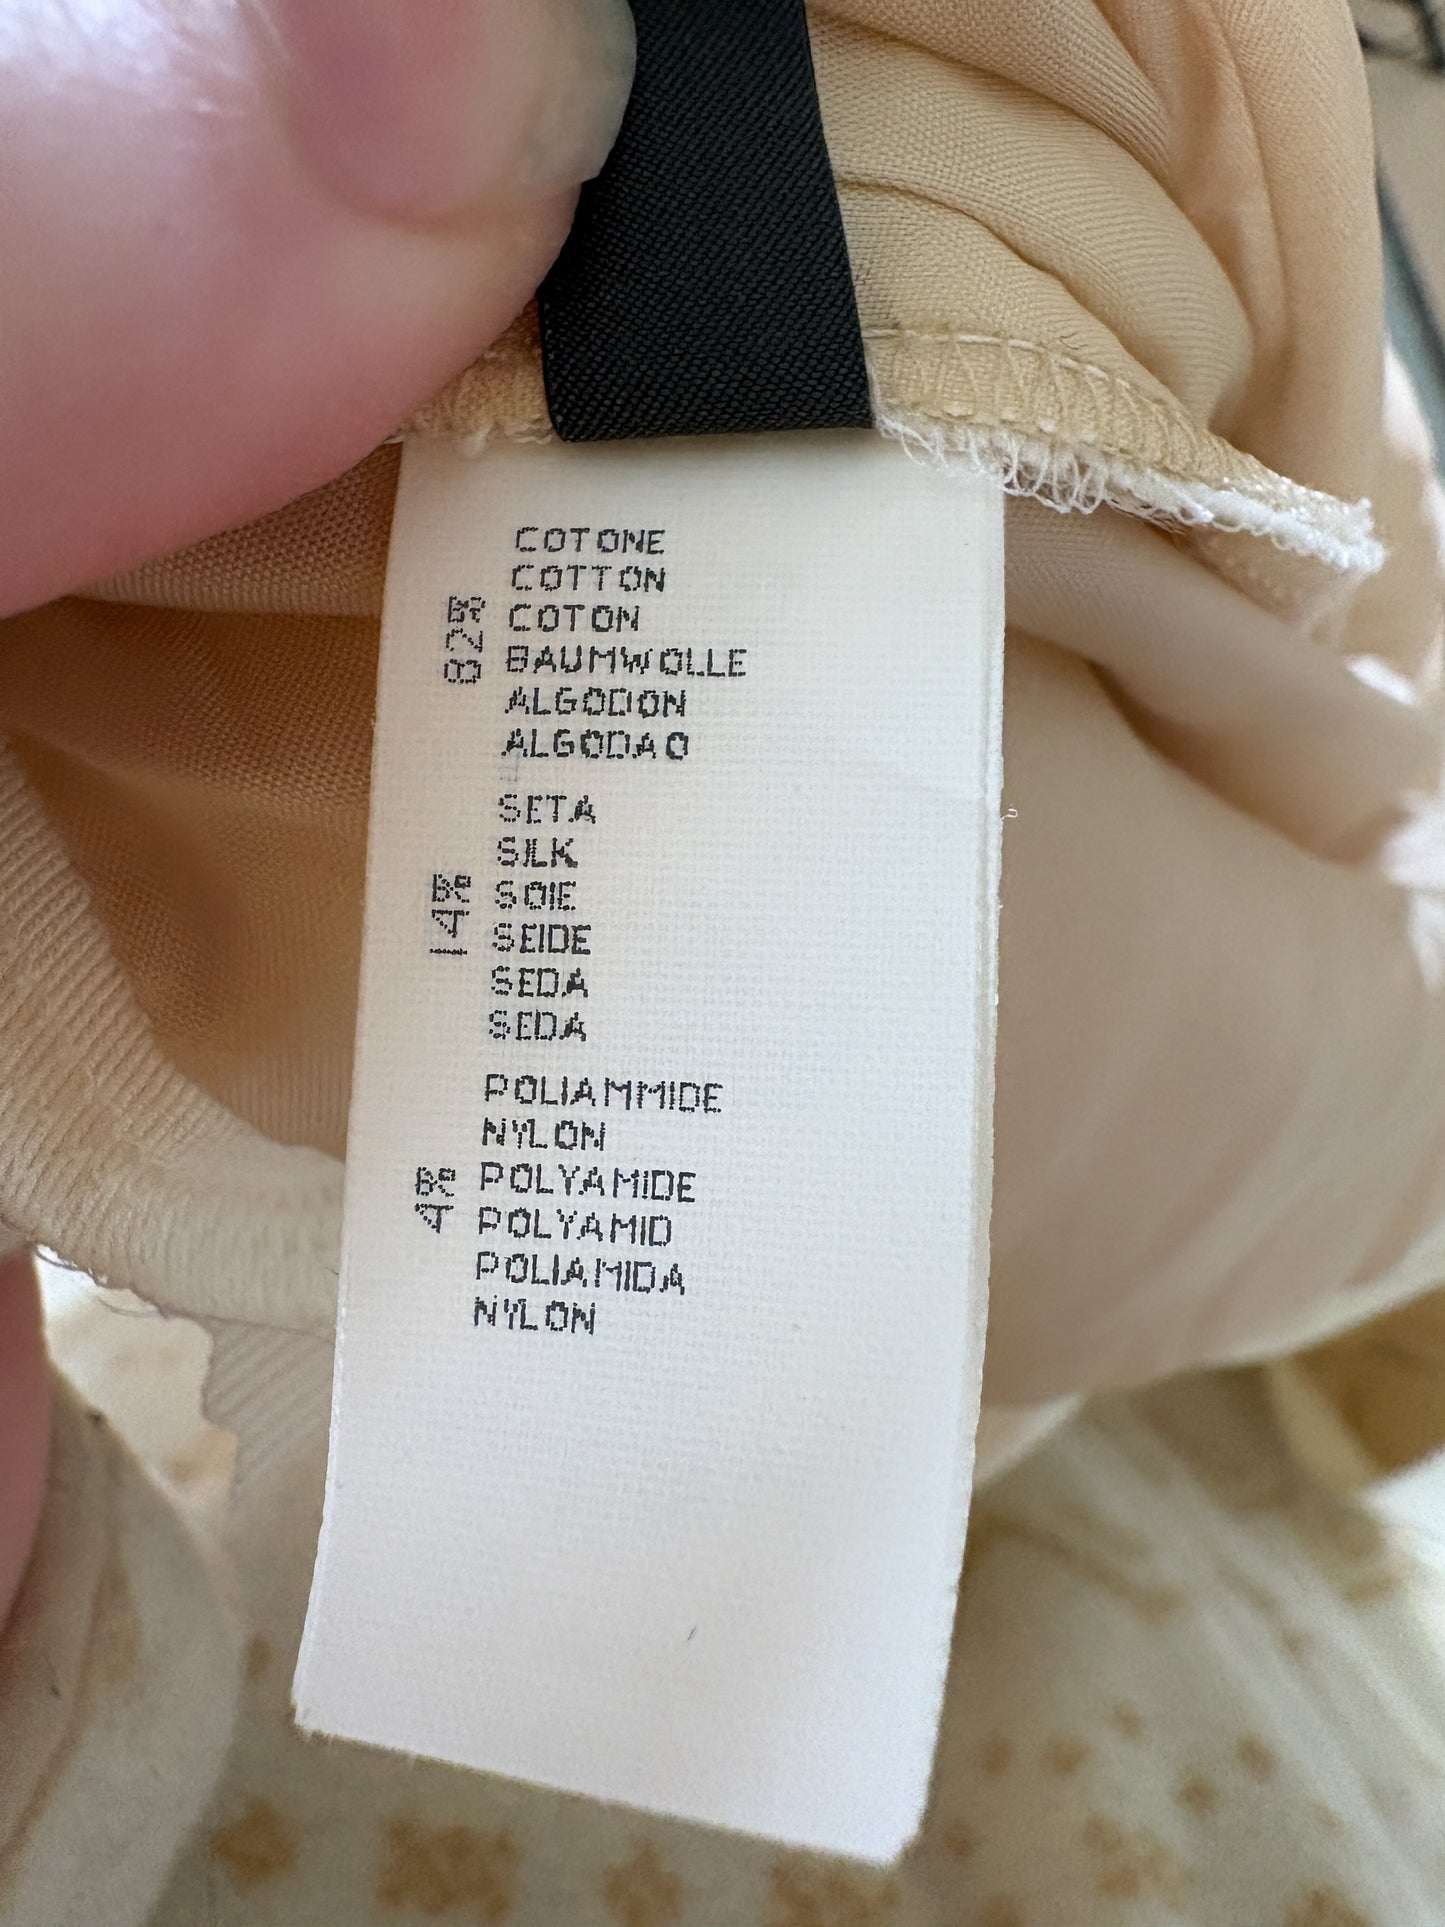 82%
COTONE
COTTON
COTON
BAUMWOLLE
ALGODON
ALGODAO
14%
SETA
SILK
SOIE
SEIDE
SEDA
SEDA
4%
POLIAMMIDE
NYLON
POLYAMIDE
POLYAMID
POLIAMIDA
NYLON